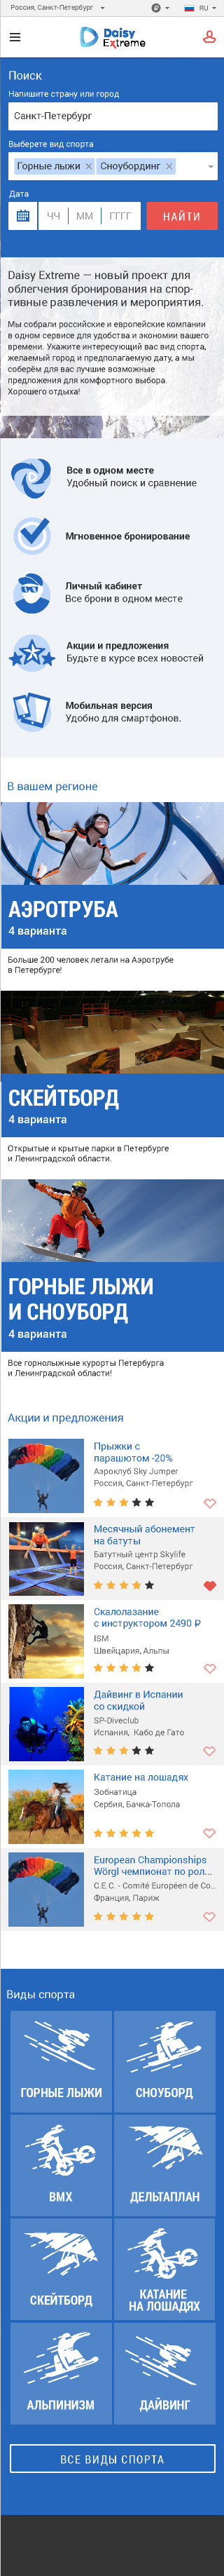 Россия, Санкт-Петербург
RU
Daisy
Extreme
Поиск
Напишите страну или город
Санкт-Петербург
Выберете вид спорта
Горные лыжи
Сноубординг
Дата
ЧЧ ММ ГГГГ
НАЙТИ
Daisy Extreme — новый проект для
облегчения бронирования на спор-
тивные развлечения и мероприятия.
Мы собрали российские и европейские компании
в одном сервисе для удобства и экономии вашего
времени. Укажите интересующий вас вид спорта,
желаемый город и предполагаемую дату, а мы
соберём для вас лучшие возможные
предложения для комфортного выбора.
Хорошего отдыха!
Все в одном месте
Удобный поиск и сравнение
Мгновенное бронирование
Личный кабинет
Все брони в одном месте
Акции и предложения
Будьте в курсе всех новостей
Мобильная версия
Удобно для смартфонов.
В вашем регионе
АЭРОТРУБА
4 варианта
Больше 200 человек летали на Аэротрубе
в Петербурге!
СКЕЙТБОРД
4 варианта
Открытые и крытые парки в Петербурге
и Ленинградской области.
ГОРНЫЕ ЛЫЖИ
И СНОУБОРД
4 варианта
Все горнолыжные курорты Петербурга
и Ленинградской области!
Акции и предложения
Прыжки с
парашютом -20%
Аэроклуб Sky Jumper
Россия, Санкт-Петербург
Месячный абонемент
на батуты
Батутный центр Skylife
Россия, Санкт-Петербург
Скалолазание
с инструктором 2490 ₽
ISM
Швейцария, Альпы
Дайвинг в Испании
со скидкой
SP-Diveclub
Испания, Кабо де Гато
Катание на лошадях
Зобнатица
Сербия, Бачка-Топола
European Championships
Wörgl чемпионат по рол...
C.E.C. - Comité Européen de Co...
Франция, Париж
Виды спорта
ГОРНЫЕ ЛЫЖИ
СНОУБОРД
BMX
ДЕЛЬТАПЛАН
СКЕЙТБОРД
КАТАНИЕ
НА ЛОШАДЯХ
АЛЬПИНИЗМ
ДАЙВИНГ
ВСЕ ВИДЫ СПОРТА